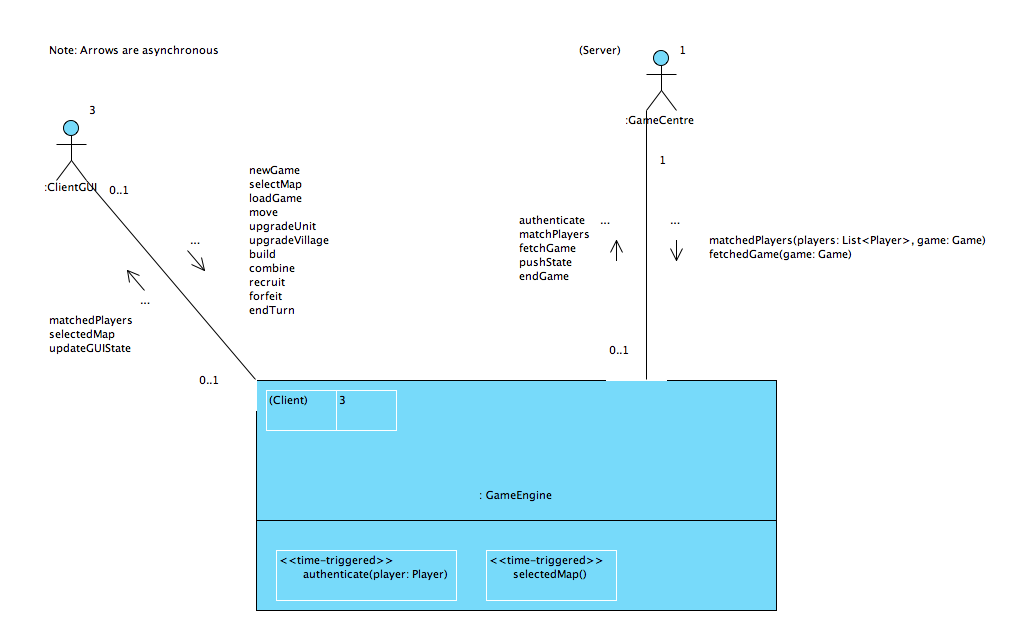 Note: Arrows are asynchronous
(Server)
1
:GameCentre
3
:ClientGUI
0..1
1
newGame
selectMap
loadGame
move
upgradeUnit
upgradeVillage
build
combine
recruit
forfeit
endTurn
...
...
matchedPlayers
selectedMap
updateGUIState
authenticate
matchPlayers
fetchGame
pushState
endGame
...
...
matchedPlayers(players: List<Player>, game: Game)
fetchedGame(game: Game)
0..1
0..1
(Client)
3
: GameEngine
<<time-triggered>>
authenticate(player: Player)
<<time-triggered>>
selectedMap()